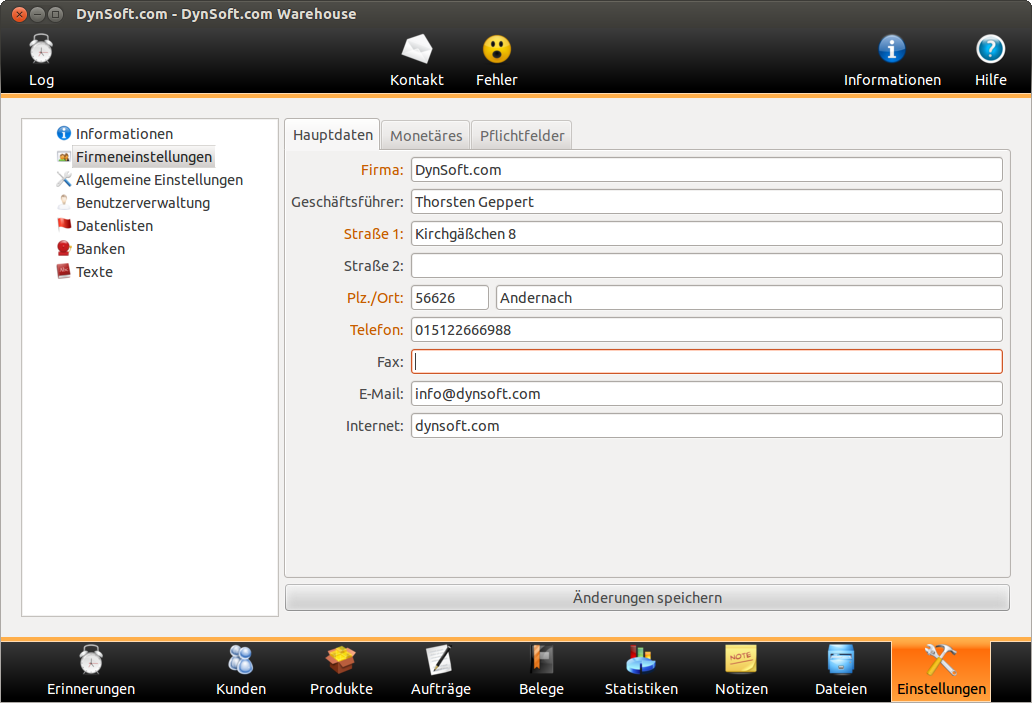 DynSoft.com - DynSoft.com Warehouse
Log
Kontakt
Fehler
Informationen
Hilfe
Informationen
Firmeneinstellungen
Allgemeine Einstellungen
Benutzerverwaltung
Datenlisten
Banken
Texte
Hauptdaten Monetäres Pflichtfelder
Firma: DynSoft.com
Geschäftsführer: Thorsten Geppert
Straße 1: Kirchgäßchen 8
Straße 2:
Plz./Ort: 56626 Andernach
Telefon: 015122666988
Fax:
E-Mail: info@dynsoft.com
Internet: dynsoft.com
Änderungen speichern
NOTE
Erinnerungen
Kunden
Produkte
Aufträge
Belege
Statistiken
Notizen
Dateien
Einstellungen